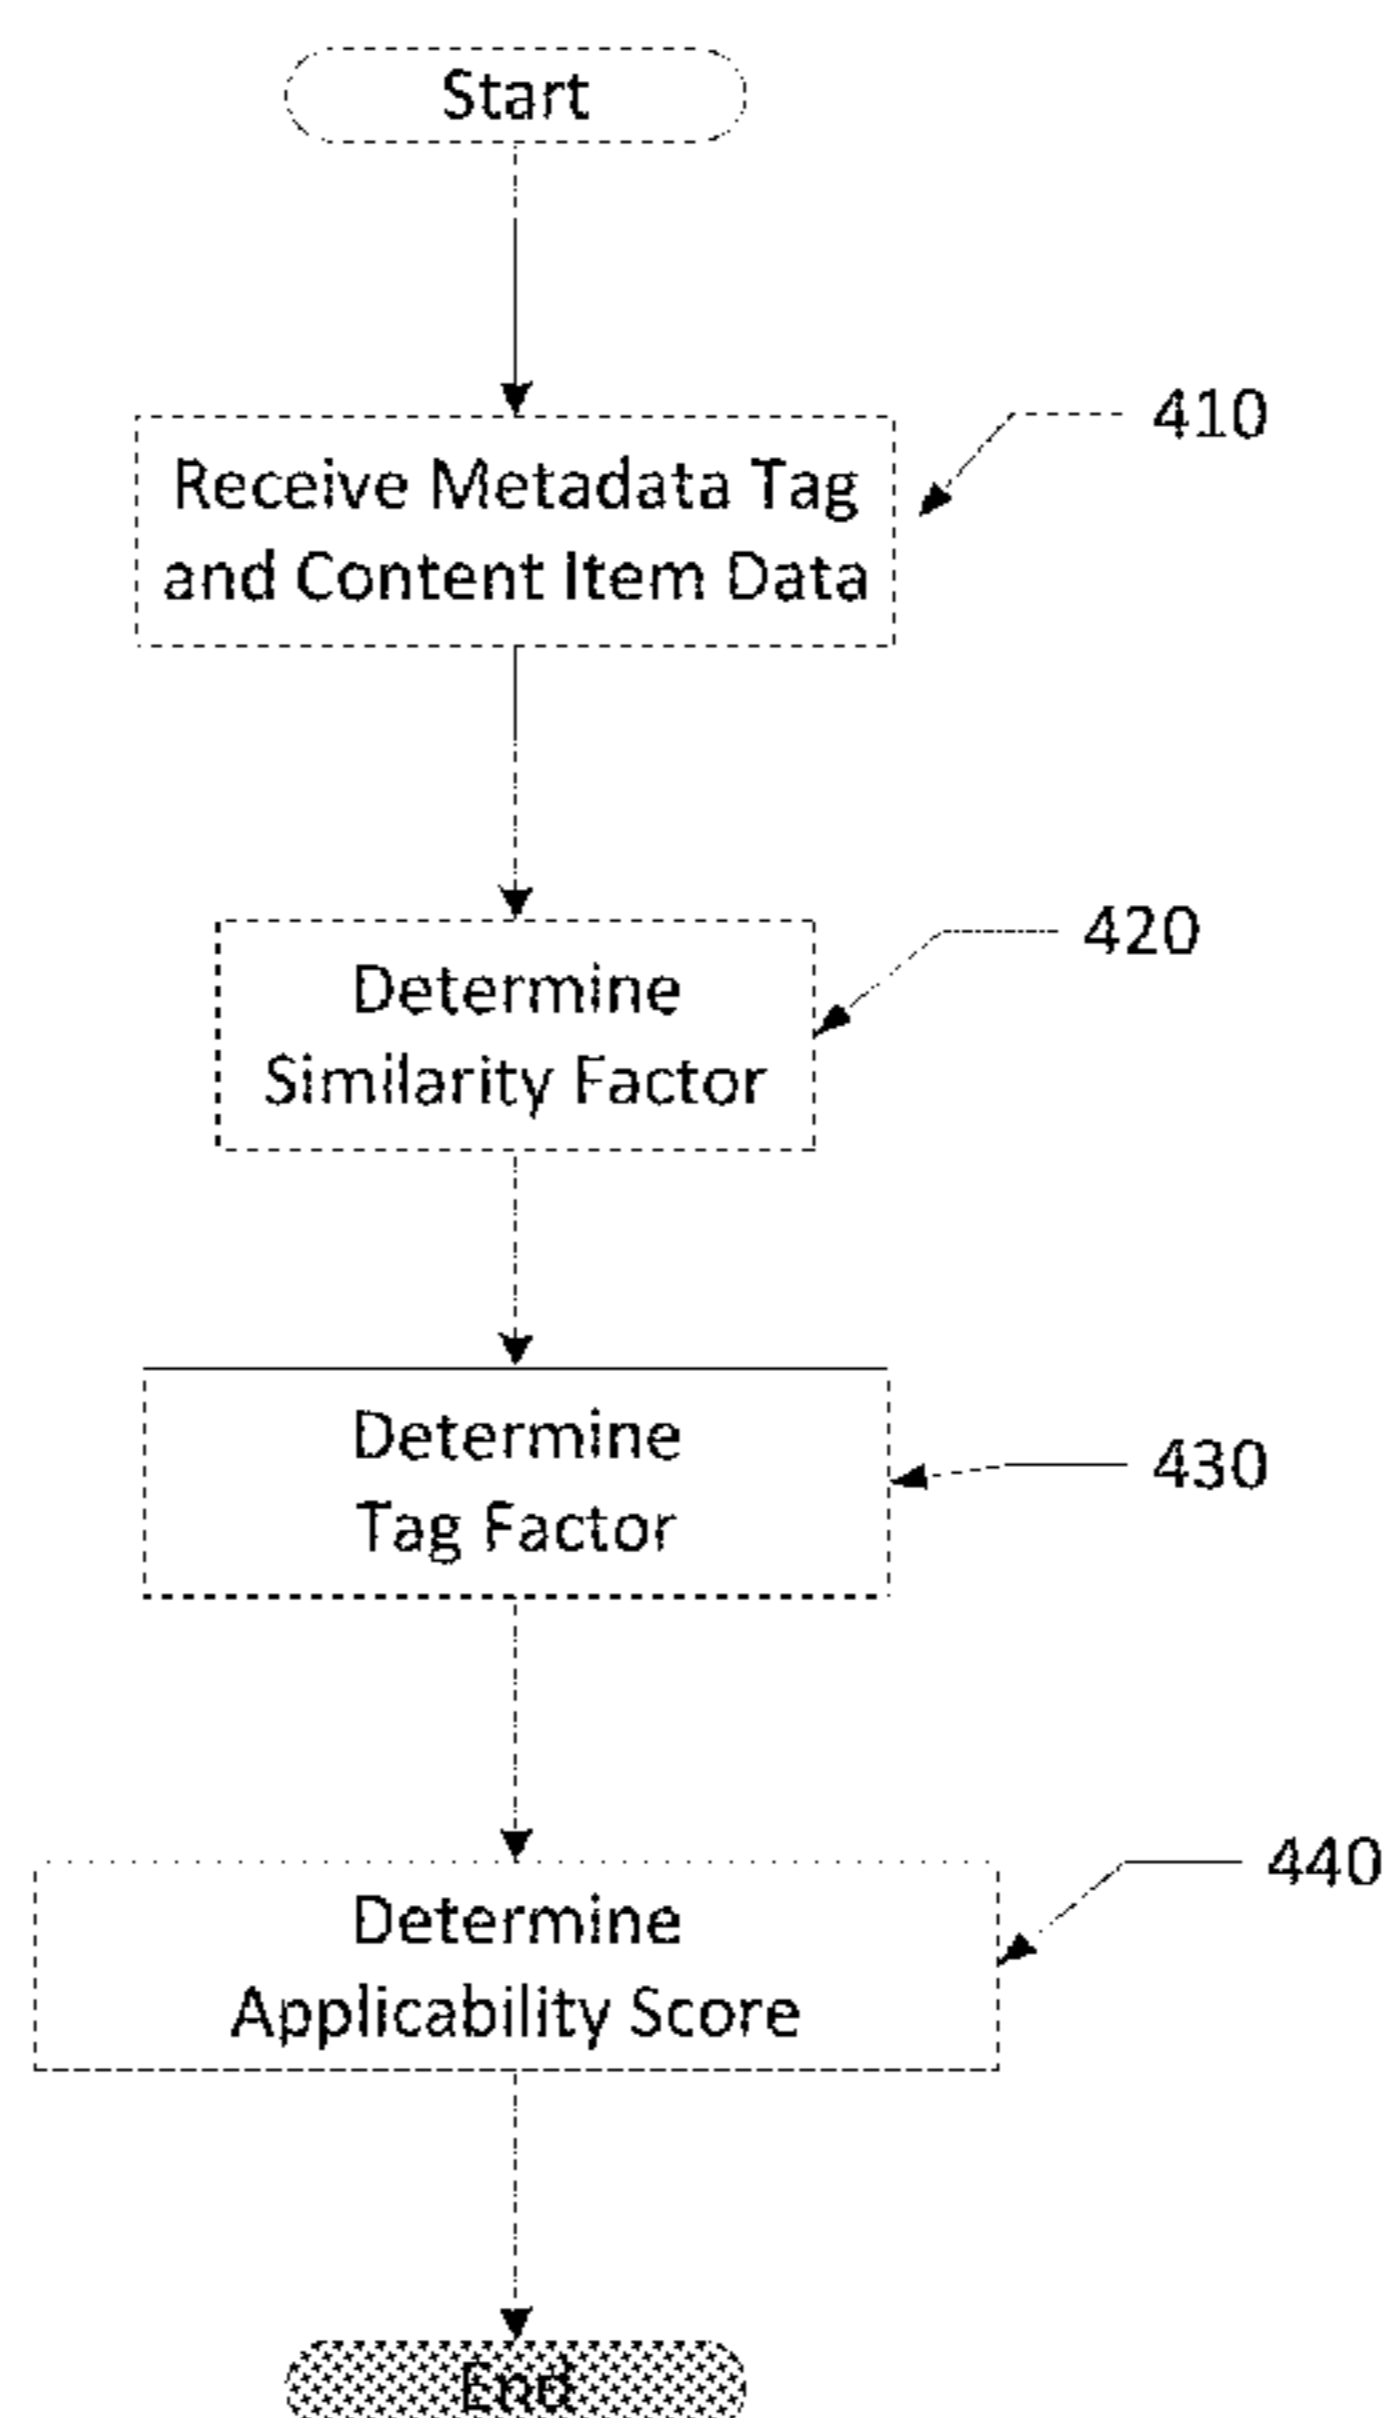 Start
410
Receive Metadata Tag
and Content Item Data
420
Determine
Similarity Factor
Determine
Tag Factor
430
440
Determine
Applicability Score
End